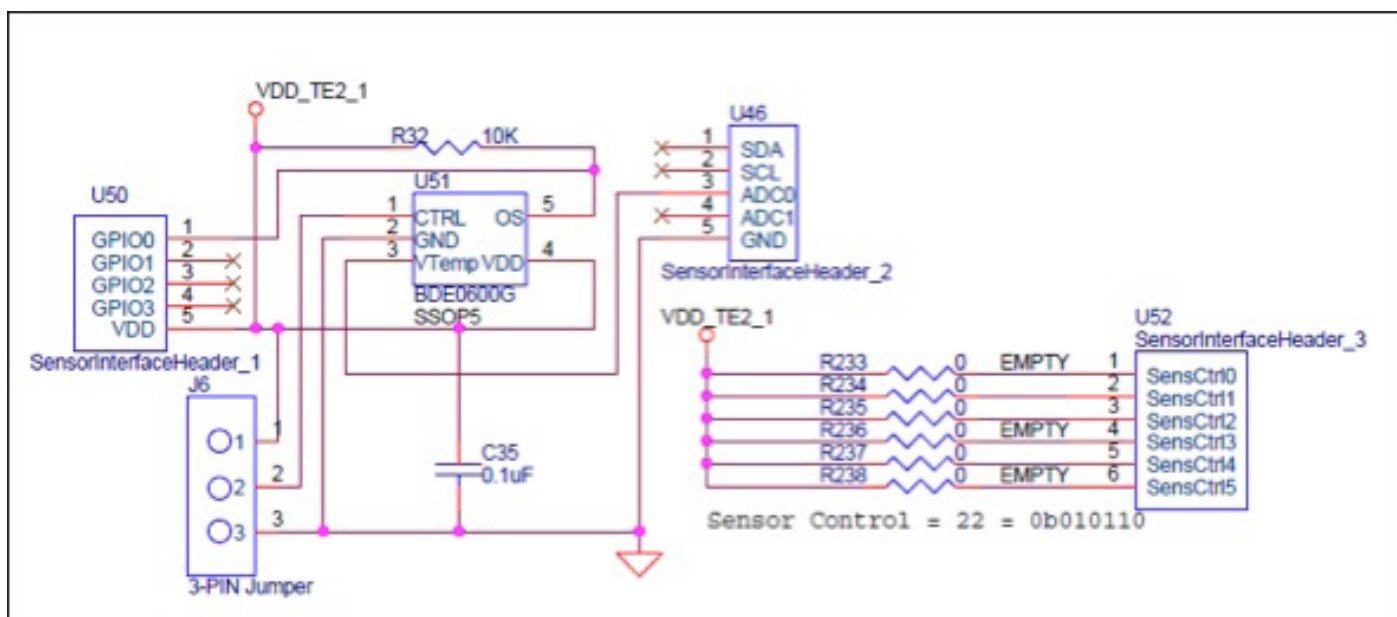 VDD_TE2_1
R32 10K
U46
1 SDA
2 SCL
3 ADC0
4 ADC1
5 GND
SensorInterfaceHeader_2
U51
1 CTRL OS 5
2 GND
3 VTemp VDD 4
BDE0600G
SSOP5
U50
GPIO0 1
GPIO1 2
GPIO2 3
GPIO3 4
VDD 5
SensorInterfaceHeader_1
J6
1 1
2 2
3 3
3-PIN Jumper
C35
0.1uF
VDD_TE2_1
U52
SensorInterfaceHeader_3
R233 0 EMPTY 1 SensCtrl0
R234 0 2 SensCtrl1
R235 0 3 SensCtrl2
R236 0 EMPTY 4 SensCtrl3
R237 0 5 SensCtrl4
R238 0 EMPTY 6 SensCtrl5
Sensor Control = 22 = 0b010110